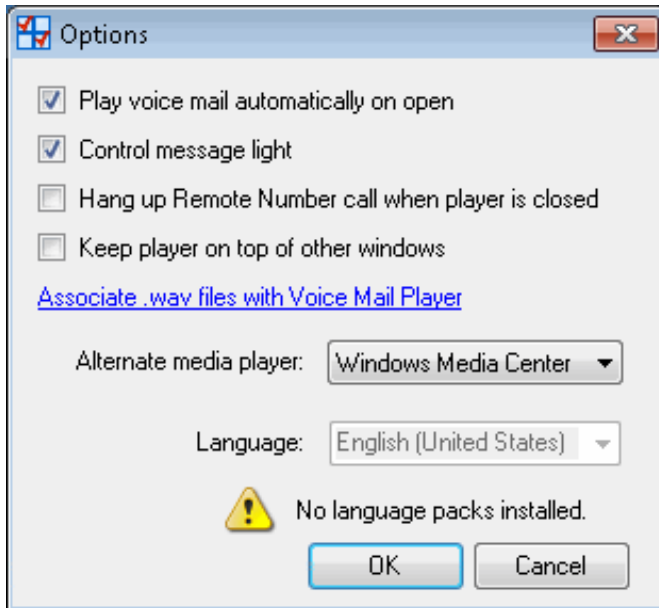 Options
Play voice mail automatically on open
Control message light
Hang up Remote Number call when player is closed
Keep player on top of other windows
Associate .wav files with Voice Mail Player
Alternate media player: Windows Media Center
Language: English (United States)
No language packs installed.
OK Cancel